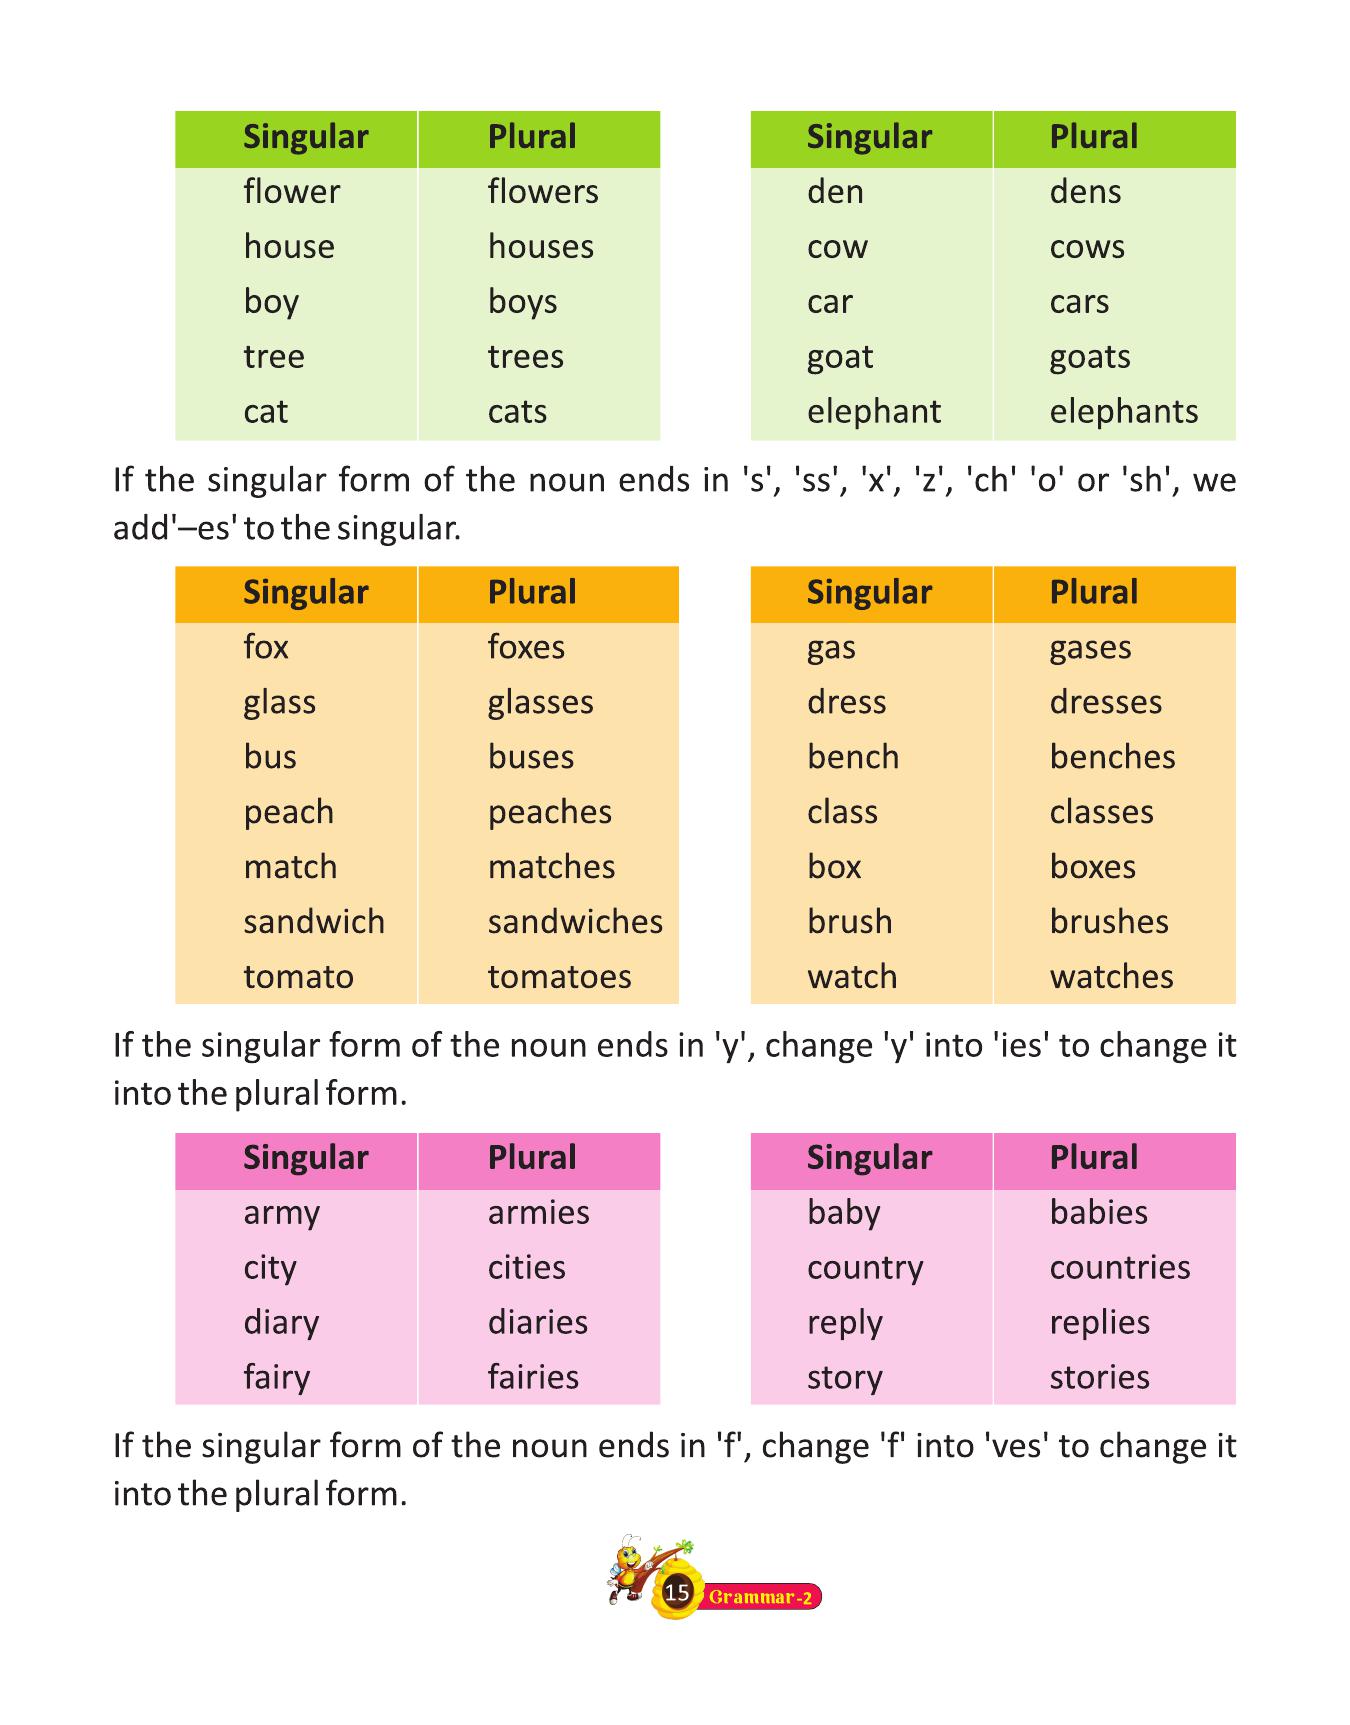 Singular Plural Singular Plural
flower flowers den dens
house houses cow cows
boy boys car cars
tree trees goat goats
cat cats elephant elephants
If the singular form of the noun ends in 's', 'ss', 'x', 'z', 'ch' 'o' or 'sh', we
add'–es' to the singular.
Singular Plural Singular Plural
fox foxes gas gases
glass glasses dress dresses
bus buses bench benches
peach peaches class classes
match matches box boxes
sandwich sandwiches brush brushes
tomato tomatoes watch watches
If the singular form of the noun ends in 'y', change 'y' into 'ies' to change it
into the plural form.
Singular Plural Singular Plural
army armies baby babies
city cities country countries
diary diaries reply replies
fairy fairies story stories
If the singular form of the noun ends in 'f', change 'f' into 'ves' to change it
into the plural form.
15 Grammar-2